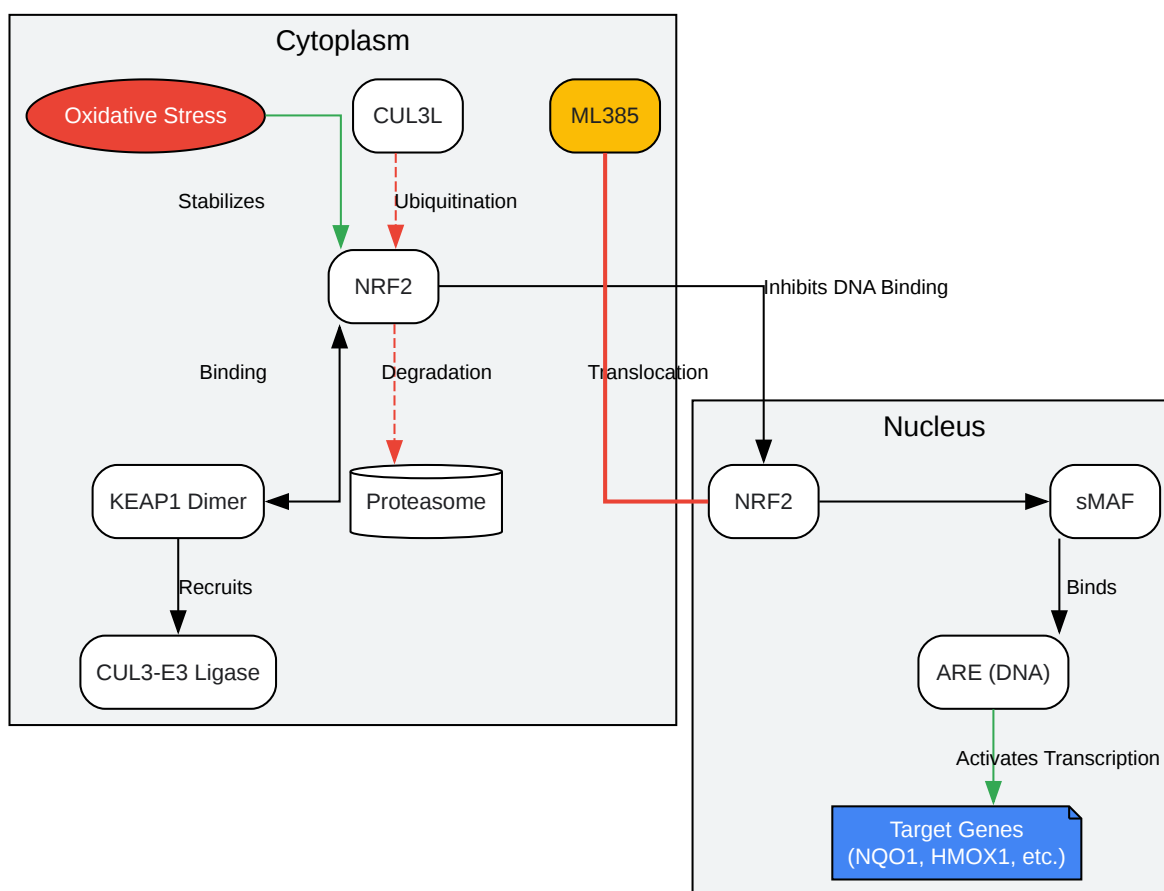 Cytoplasm
Oxidative Stress
CUL3L
ML385
Stabilizes
Ubiquitination
NRF2
Inhibits DNA Binding
Binding
Degradation
Translocation
Nucleus
KEAP1 Dimer
Proteasome
NRF2
sMAF
Recruits
Binds
CUL3-E3 Ligase
ARE (DNA)
Activates Transcription
Target Genes
(NQO1, HMOX1, etc.)